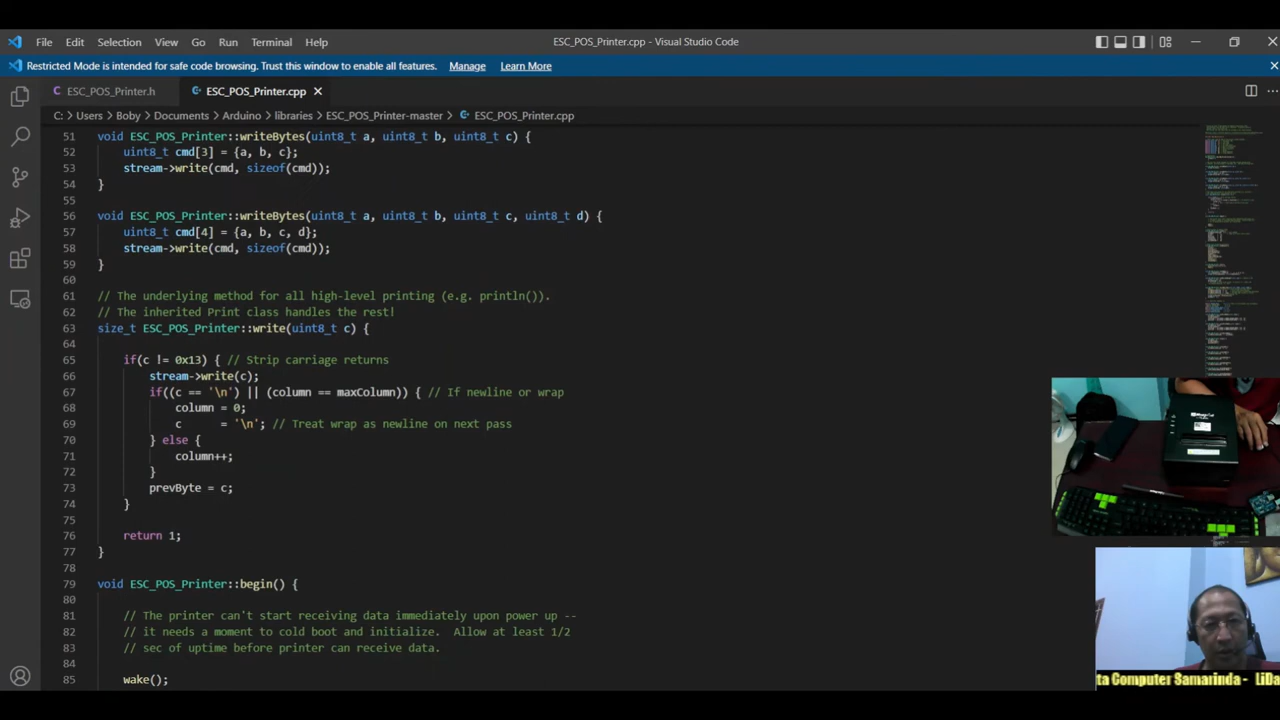 File Edit Selection View Go Run Terminal Help
ESC_POS_Printer.cpp - Visual Studio Code
Restricted Mode is intended for safe code browsing. Trust this window to enable all features. Manage Learn More
ESC_POS_Printer.h
ESC_POS_Printer.cpp
C: > Users > Boby > Documents > Arduino > libraries > ESC_POS_Printer-master > ESC_POS_Printer.cpp
51 void ESC_POS_Printer::writeBytes(uint8_t a, uint8_t b, uint8_t c) {
52 uint8_t cmd[3] = {a, b, c};
53 stream->write(cmd, sizeof(cmd));
54 }
55
56 void ESC_POS_Printer::writeBytes(uint8_t a, uint8_t b, uint8_t c, uint8_t d) {
57 uint8_t cmd[4] = {a, b, c, d};
58 stream->write(cmd, sizeof(cmd));
59 }
60
61 // The underlying method for all high-level printing (e.g. println()).
62 // The inherited Print class handles the rest!
63 size_t ESC_POS_Printer::write(uint8_t c) {
64
65 if(c != 0x13) { // Strip carriage returns
66 stream->write(c);
67 if((c == '\n') || (column == maxColumn)) { // If newline or wrap
68 column = 0;
69 c = '\n'; // Treat wrap as newline on next pass
70 } else {
71 column++;
72 }
73 prevByte = c;
74 }
75
76 return 1;
77 }
78
79 void ESC_POS_Printer::begin() {
80
81 // The printer can't start receiving data immediately upon power up --
82 // it needs a moment to cold boot and initialize. Allow at least 1/2
83 // sec of uptime before printer can receive data.
84
85 wake();
ta Computer Samarinda - LiDa